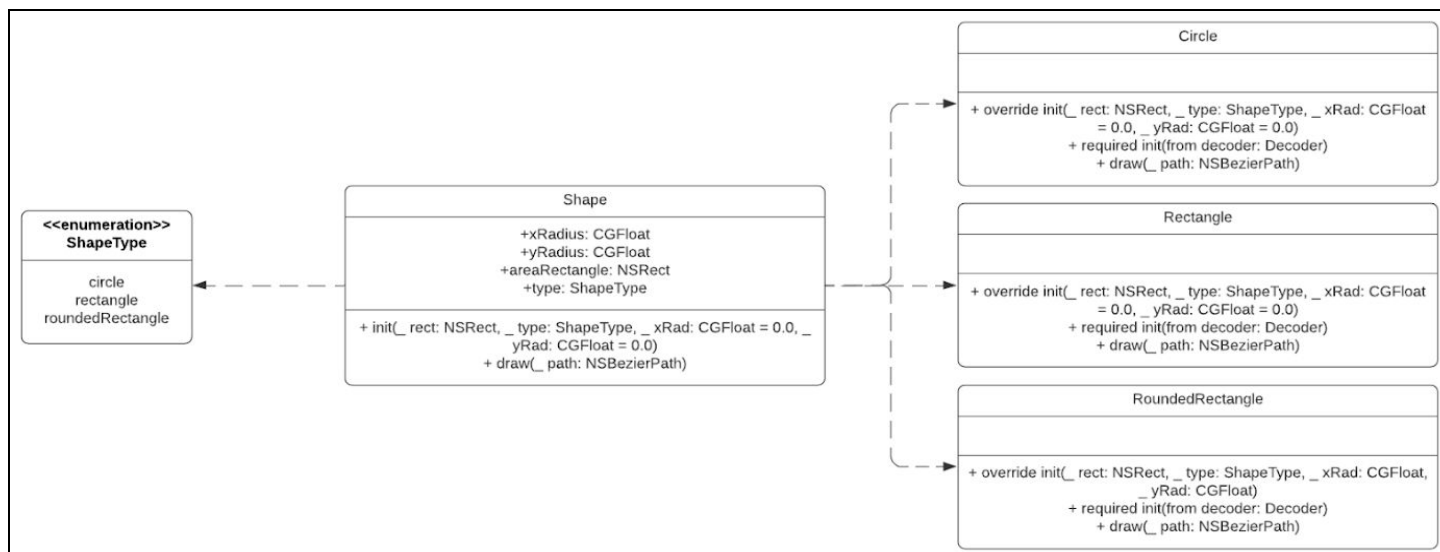 <<enumeration>>
ShapeType
circle
rectangle
roundedRectangle
Shape
+xRadius: CGFloat
+yRadius: CGFloat
+areaRectangle: NSRect
+type: ShapeType
+ init(_ rect: NSRect, _ type: ShapeType, _ xRad: CGFloat = 0.0, _
yRad: CGFloat = 0.0)
+ draw(_ path: NSBezierPath)
Circle
+ override init(_ rect: NSRect, _ type: ShapeType, _ xRad: CGFloat
= 0.0, _ yRad: CGFloat = 0.0)
+ required init(from decoder: Decoder)
+ draw(_ path: NSBezierPath)
Rectangle
+ override init(_ rect: NSRect, _ type: ShapeType, _ xRad: CGFloat
= 0.0, _ yRad: CGFloat = 0.0)
+ required init(from decoder: Decoder)
+ draw(_ path: NSBezierPath)
RoundedRectangle
+ override init(_ rect: NSRect, _ type: ShapeType, _ xRad: CGFloat,
_ yRad: CGFloat)
+ required init(from decoder: Decoder)
+ draw(_ path: NSBezierPath)